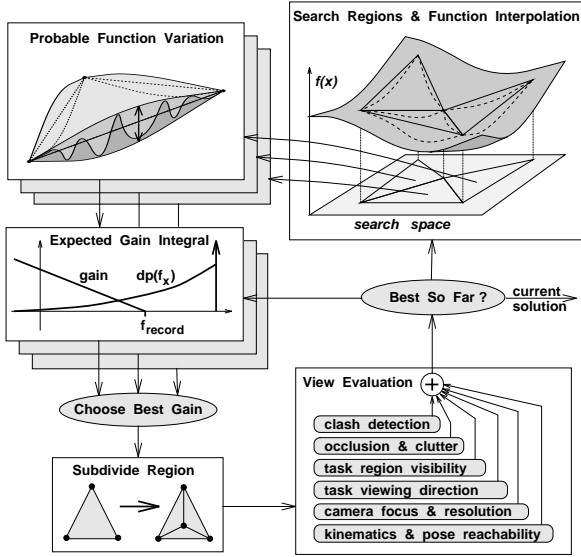 Probable Function Variation
Search Regions & Function Interpolation
f(x)
search space
Expected Gain Integral
gain
dp(f_x)
f_record
Best So Far ?
current
solution
Choose Best Gain
View Evaluation
+
clash detection
occlusion & clutter
task region visibility
task viewing direction
camera focus & resolution
kinematics & pose reachability
Subdivide Region